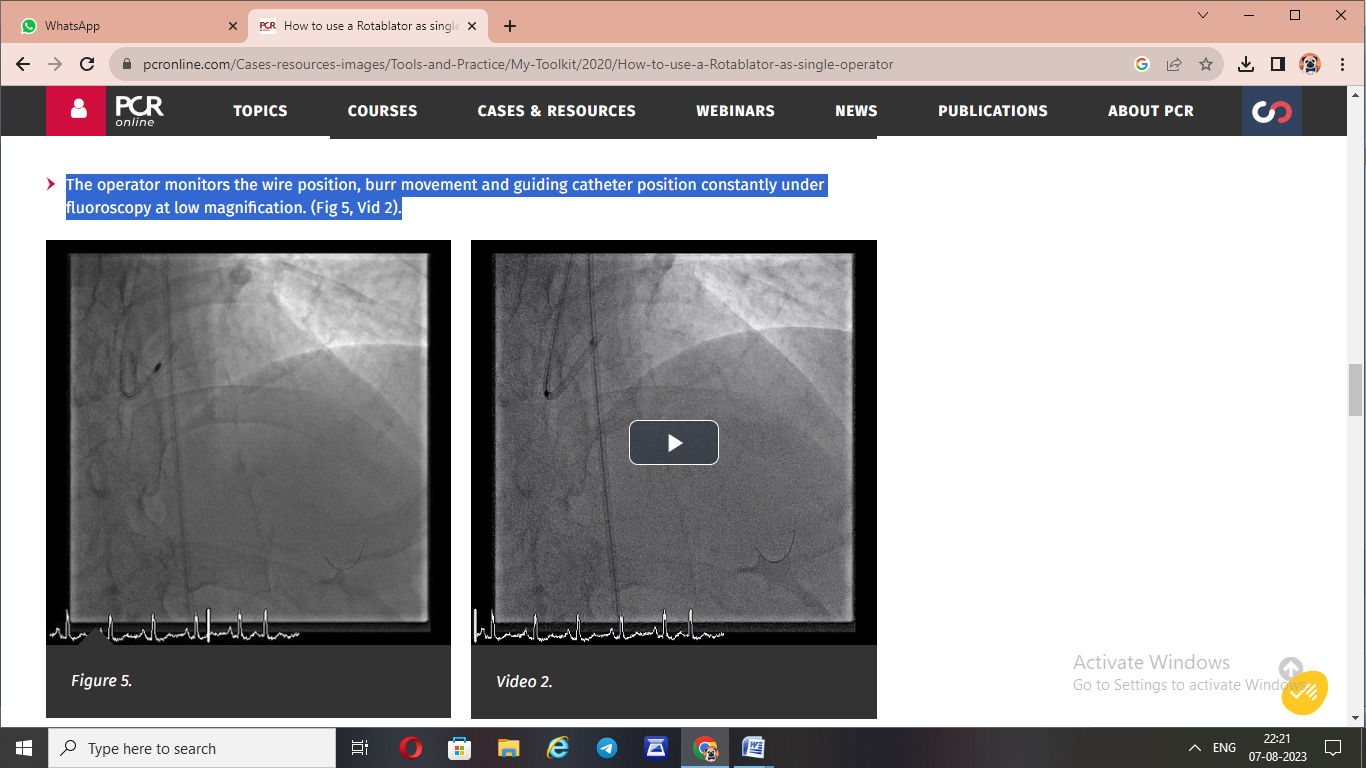 WhatsApp
PCR How to use a Rotablator as single
pcronline.com/Cases-resources-images/Tools-and-Practice/My-Toolkit/2020/How-to-use-a-Rotablator-as-single-operator
PCR
online
TOPICS COURSES CASES & RESOURCES WEBINARS NEWS PUBLICATIONS ABOUT PCR
The operator monitors the wire position, burr movement and guiding catheter position constantly under
fluoroscopy at low magnification. (Fig 5, Vid 2).
Figure 5.
Video 2.
Activate Windows
Go to Settings to activate Windows.
Type here to search
ENG
22:21
07-08-2023